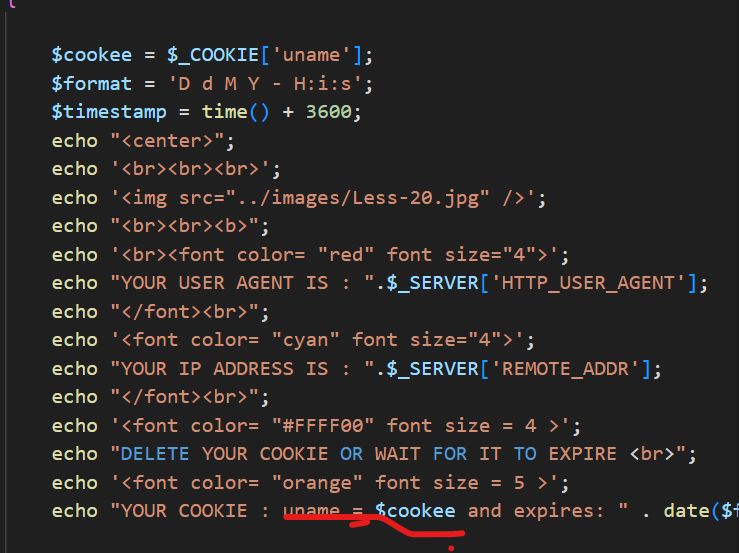 {
$cookee = $_COOKIE['uname'];
$format = 'D d M Y - H:i:s';
$timestamp = time() + 3600;
echo "<center>";
echo '<br><br><br>';
echo '<img src="../images/Less-20.jpg" />';
echo "<br><br><b>";
echo '<br><font color= "red" font size="4">';
echo "YOUR USER AGENT IS : ".$_SERVER['HTTP_USER_AGENT'];
echo "</font><br>";
echo '<font color= "cyan" font size="4">';
echo "YOUR IP ADDRESS IS : ".$_SERVER['REMOTE_ADDR'];
echo "</font><br>";
echo '<font color= "#FFFF00" font size = 4 >';
echo "DELETE YOUR COOKIE OR WAIT FOR IT TO EXPIRE <br>";
echo '<font color= "orange" font size = 5 >';
echo "YOUR COOKIE : uname = $cookee and expires: " . date($f